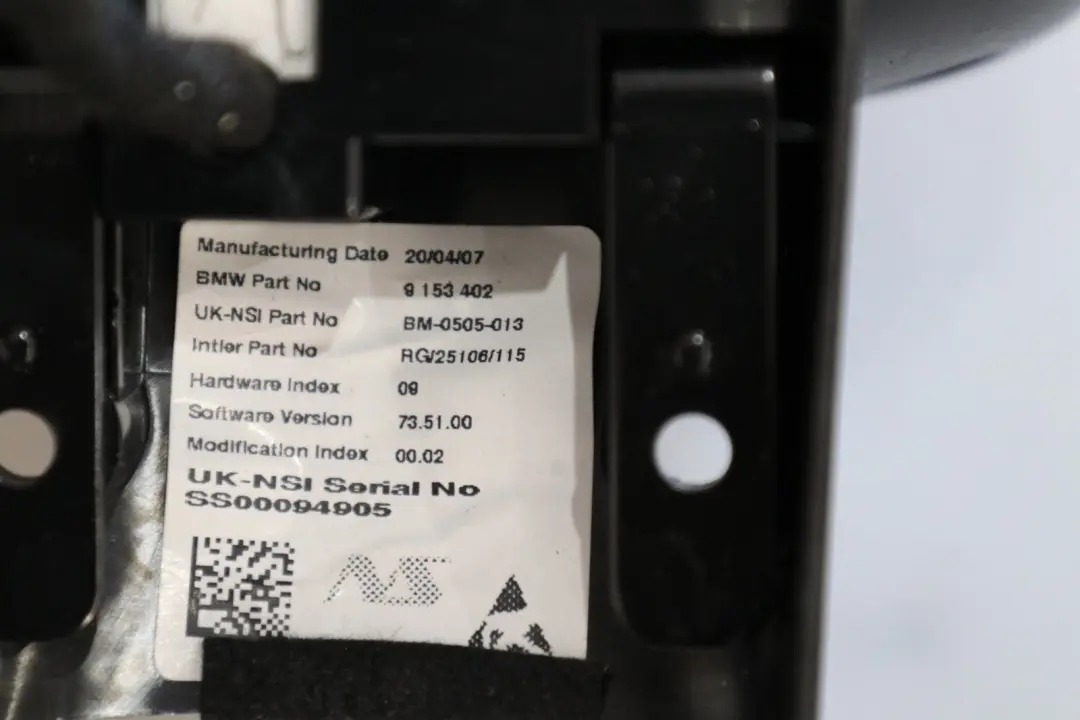 Manufacturing Date 20/04/07
BMW Part No 9 153 402
UK-NSI Part No BM-0505-013
Intier Part No RG/25106/115
Hardware Index 09
Software Version 73.51.00
Modification Index 00.02
UK-NSI Serial No
SS00094905
NS